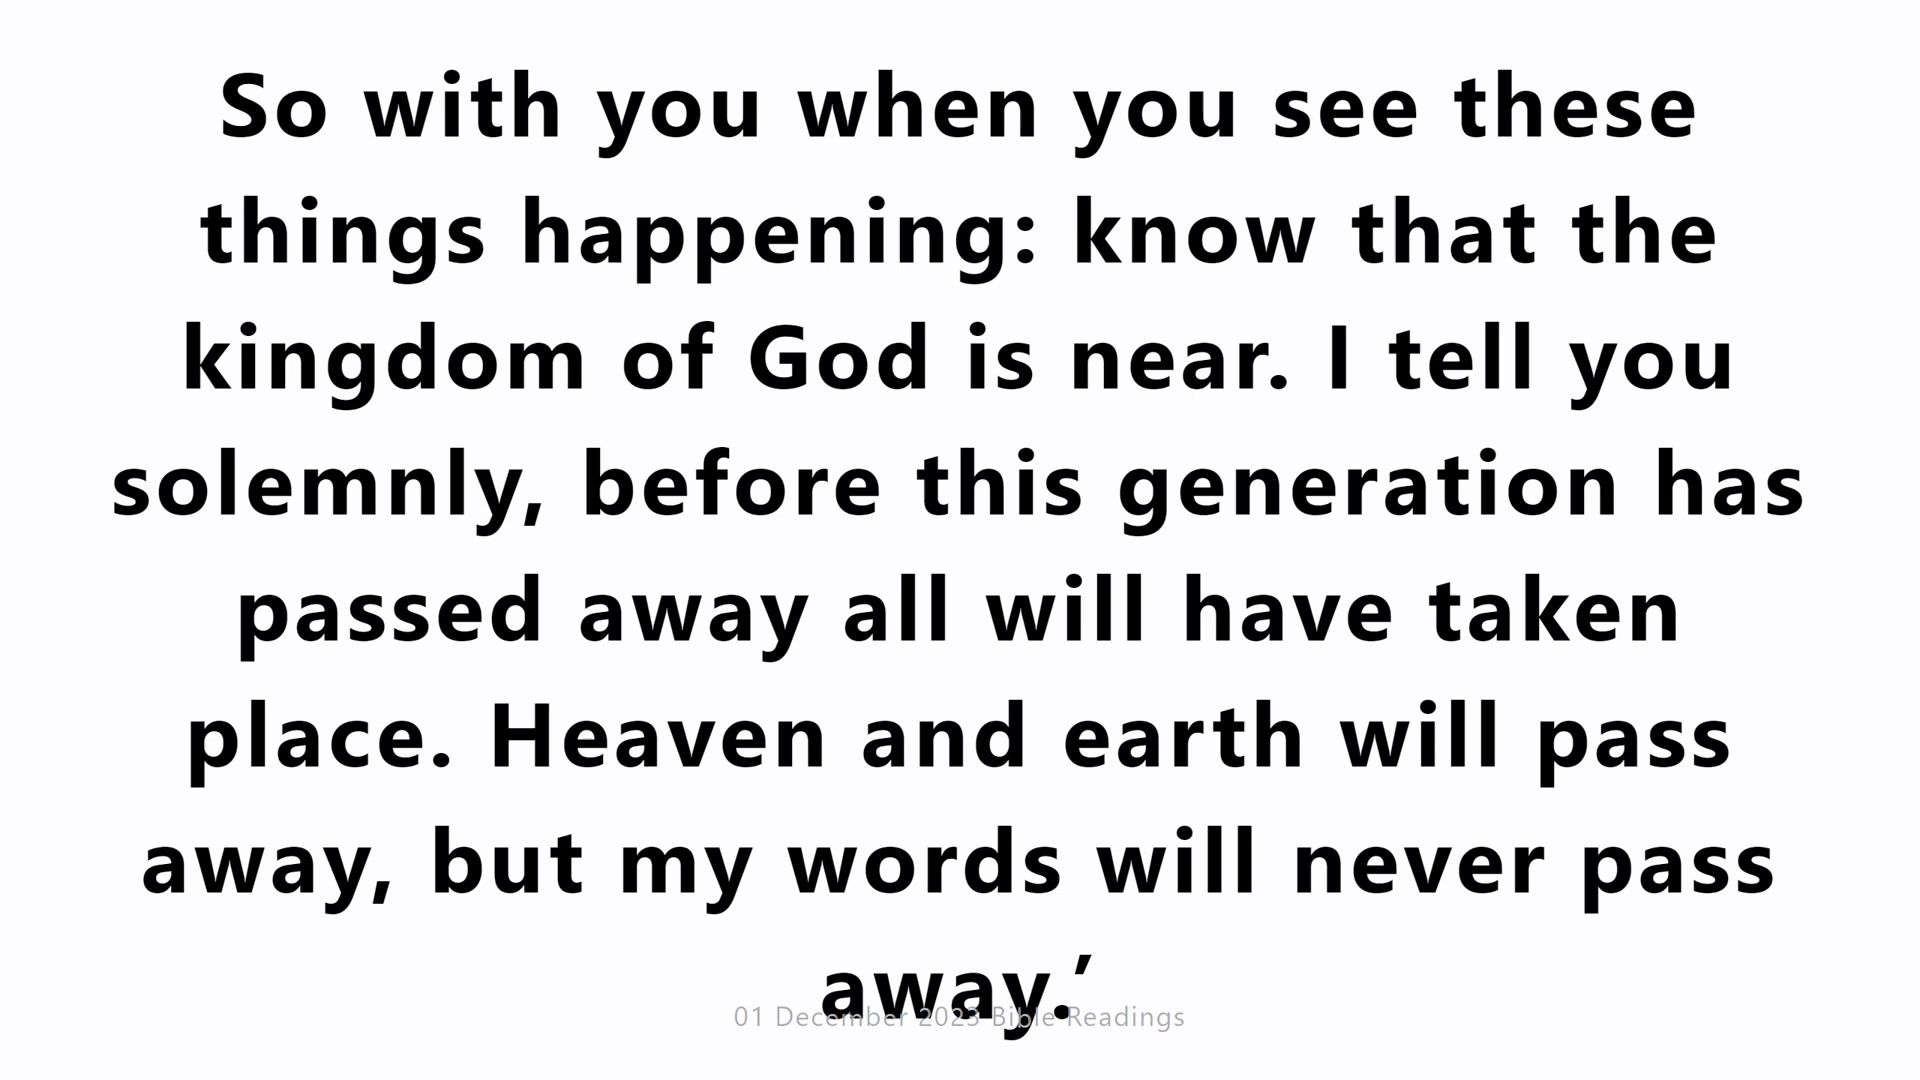 So with you when you see these
things happening: know that the
kingdom of God is near. I tell you
solemnly, before this generation has
passed away all will have taken
place. Heaven and earth will pass
away, but my words will never pass
away.’
01 December 2023 Bible Readings